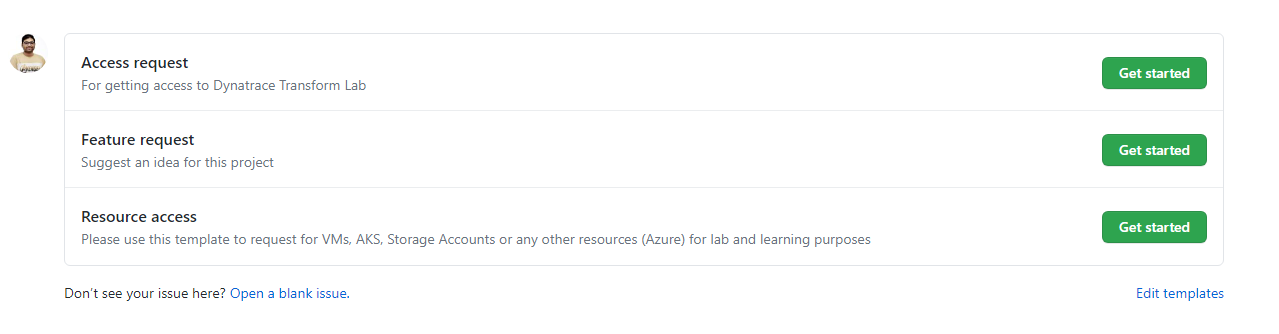 Access request
For getting access to Dynatrace Transform Lab
Get started
Feature request
Suggest an idea for this project
Get started
Resource access
Please use this template to request for VMs, AKS, Storage Accounts or any other resources (Azure) for lab and learning purposes
Get started
Don’t see your issue here? Open a blank issue.
Edit templates